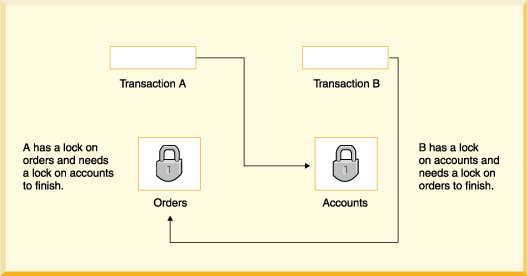 Transaction A
Transaction B
A has a lock on
orders and needs
a lock on accounts
to finish.
1
1
B has a lock
on accounts and
needs a lock on
orders to finish.
Orders
Accounts